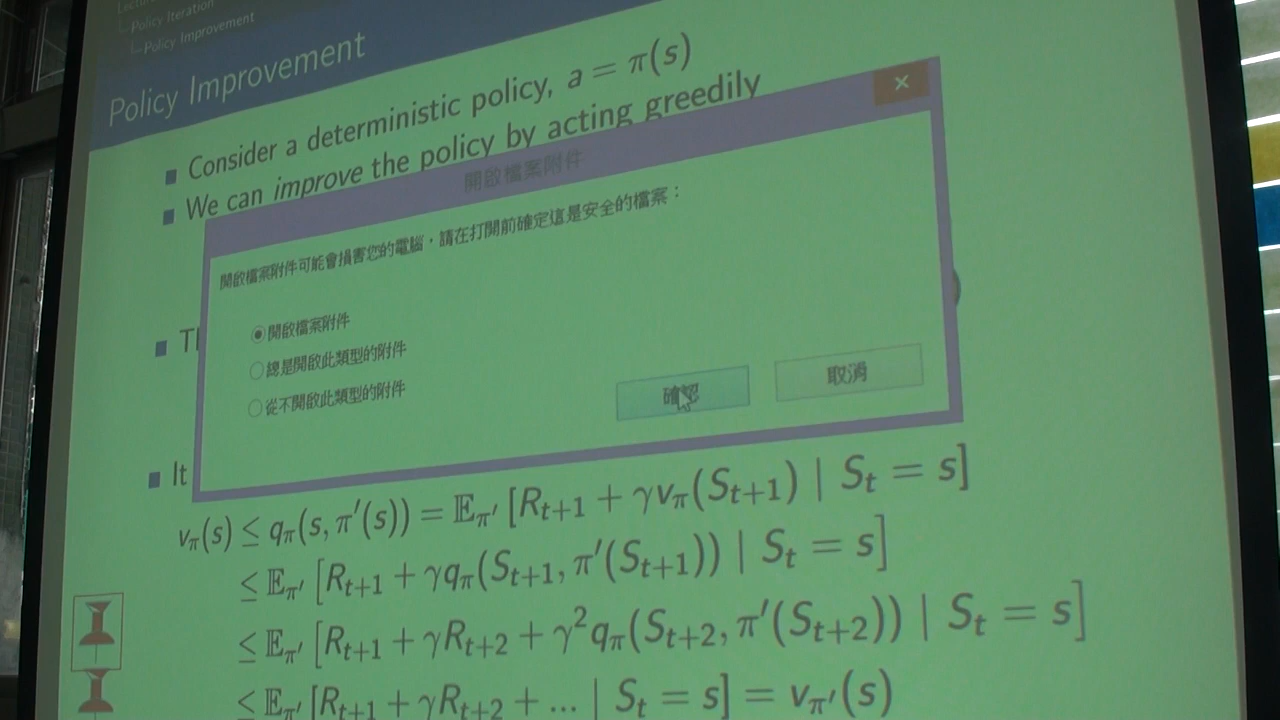 Lecture
Policy Iteration
Policy Improvement
Policy Improvement
■ Consider a deterministic policy, a = π(s)
■ We can improve the policy by acting greedily
開啟檔案附件
開啟檔案附件可能會損害您的電腦,請在打開前確定這是安全的檔案:
開啟檔案附件
總是開啟此類型的附件
從不開啟此類型的附件
確認
取消
■ It
v_π(s) ≤ q_π(s, π′(s)) = 𝔼_π′ [R_{t+1} + γv_π(S_{t+1}) | S_t = s]
≤ 𝔼_π′ [R_{t+1} + γq_π(S_{t+1}, π′(S_{t+1})) | S_t = s]
≤ 𝔼_π′ [R_{t+1} + γR_{t+2} + γ²q_π(S_{t+2}, π′(S_{t+2})) | S_t = s]
≤ 𝔼_π′ [R_{t+1} + γR_{t+2} + ... | S_t = s] = v_π′(s)